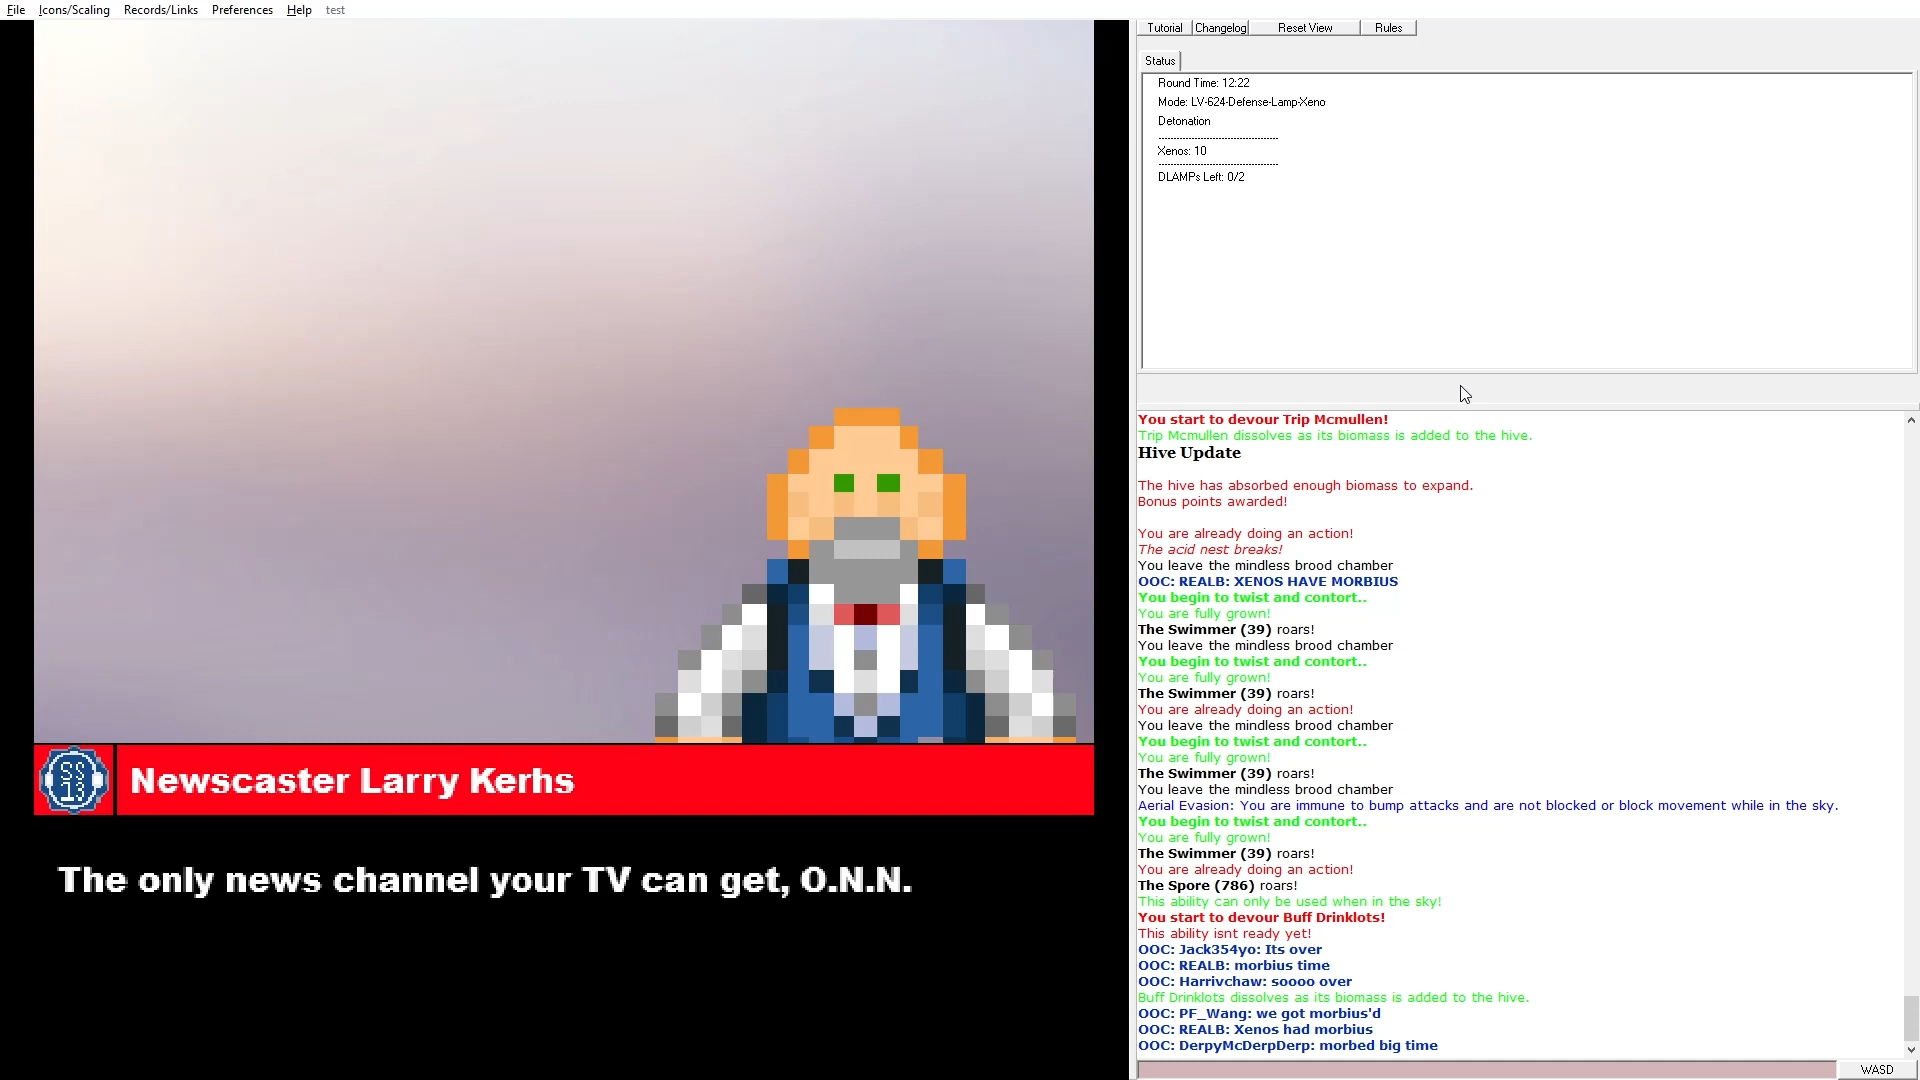 File Icons/Scaling Records/Links Preferences Help test
Tutorial Changelog Reset View Rules
Status
Round Time: 12:22
Mode: LV-624-Defense-Lamp-Xeno
Detonation
----------------------------------------
Xenos: 10
----------------------------------------
DLAMPs Left: 0/2
SS
13
Newscaster Larry Kerhs
The only news channel your TV can get, O.N.N.
You start to devour Trip Mcmullen!
Trip Mcmullen dissolves as its biomass is added to the hive.
Hive Update
The hive has absorbed enough biomass to expand.
Bonus points awarded!
You are already doing an action!
The acid nest breaks!
You leave the mindless brood chamber
OOC: REALB: XENOS HAVE MORBIUS
You begin to twist and contort..
You are fully grown!
The Swimmer (39) roars!
You leave the mindless brood chamber
You begin to twist and contort..
You are fully grown!
The Swimmer (39) roars!
You are already doing an action!
You leave the mindless brood chamber
You begin to twist and contort..
You are fully grown!
The Swimmer (39) roars!
You leave the mindless brood chamber
Aerial Evasion: You are immune to bump attacks and are not blocked or block movement while in the sky.
You begin to twist and contort..
You are fully grown!
The Swimmer (39) roars!
You are already doing an action!
The Spore (786) roars!
This ability can only be used when in the sky!
You start to devour Buff Drinklots!
This ability isnt ready yet!
OOC: Jack354yo: Its over
OOC: REALB: morbius time
OOC: Harrivchaw: soooo over
Buff Drinklots dissolves as its biomass is added to the hive.
OOC: PF_Wang: we got morbius'd
OOC: REALB: Xenos had morbius
OOC: DerpyMcDerpDerp: morbed big time
WASD